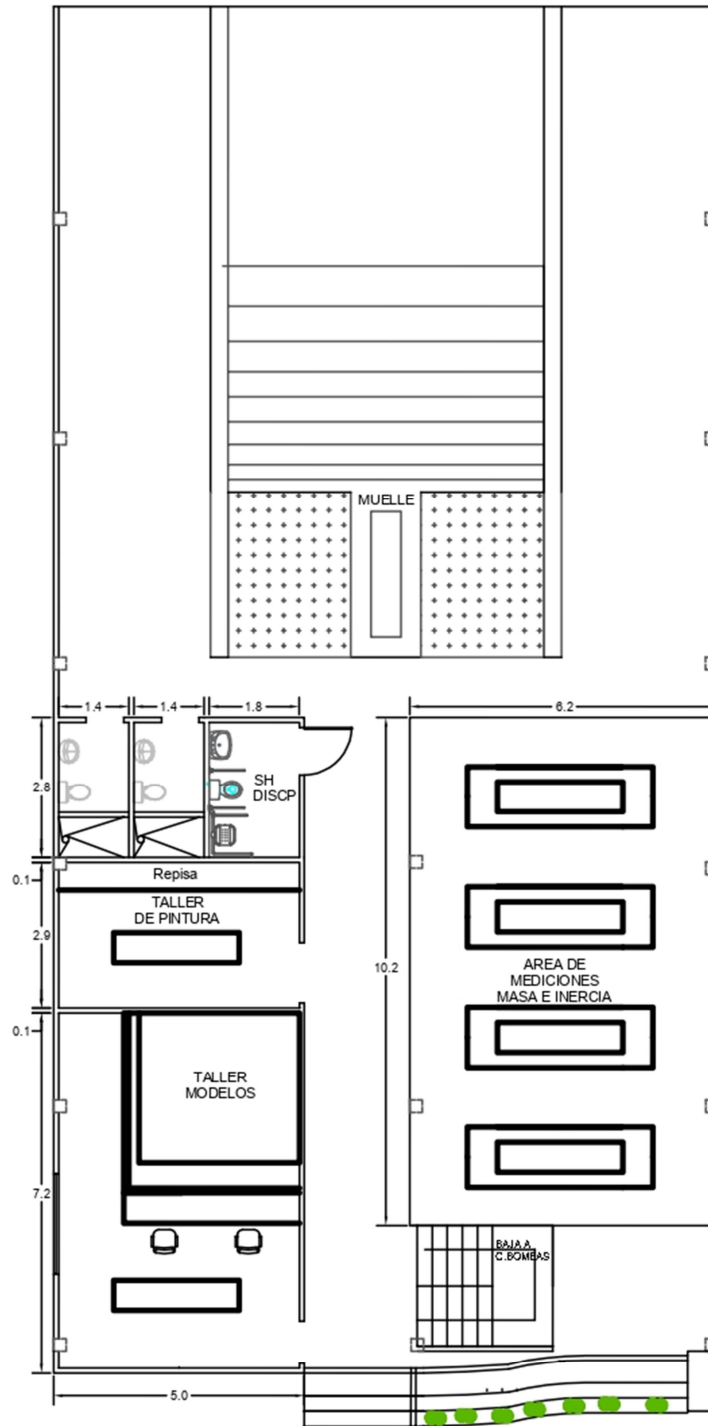 MUELLE
1.4
1.4
1.8
6.2
2.8
SH
DISCP
0.1
Repisa
TALLER
DE PINTURA
2.9
10.2
AREA DE
MEDICIONES
MASA E INERCIA
0.1
TALLER
MODELOS
7.2
BAJA A
C.BOMBAS
5.0